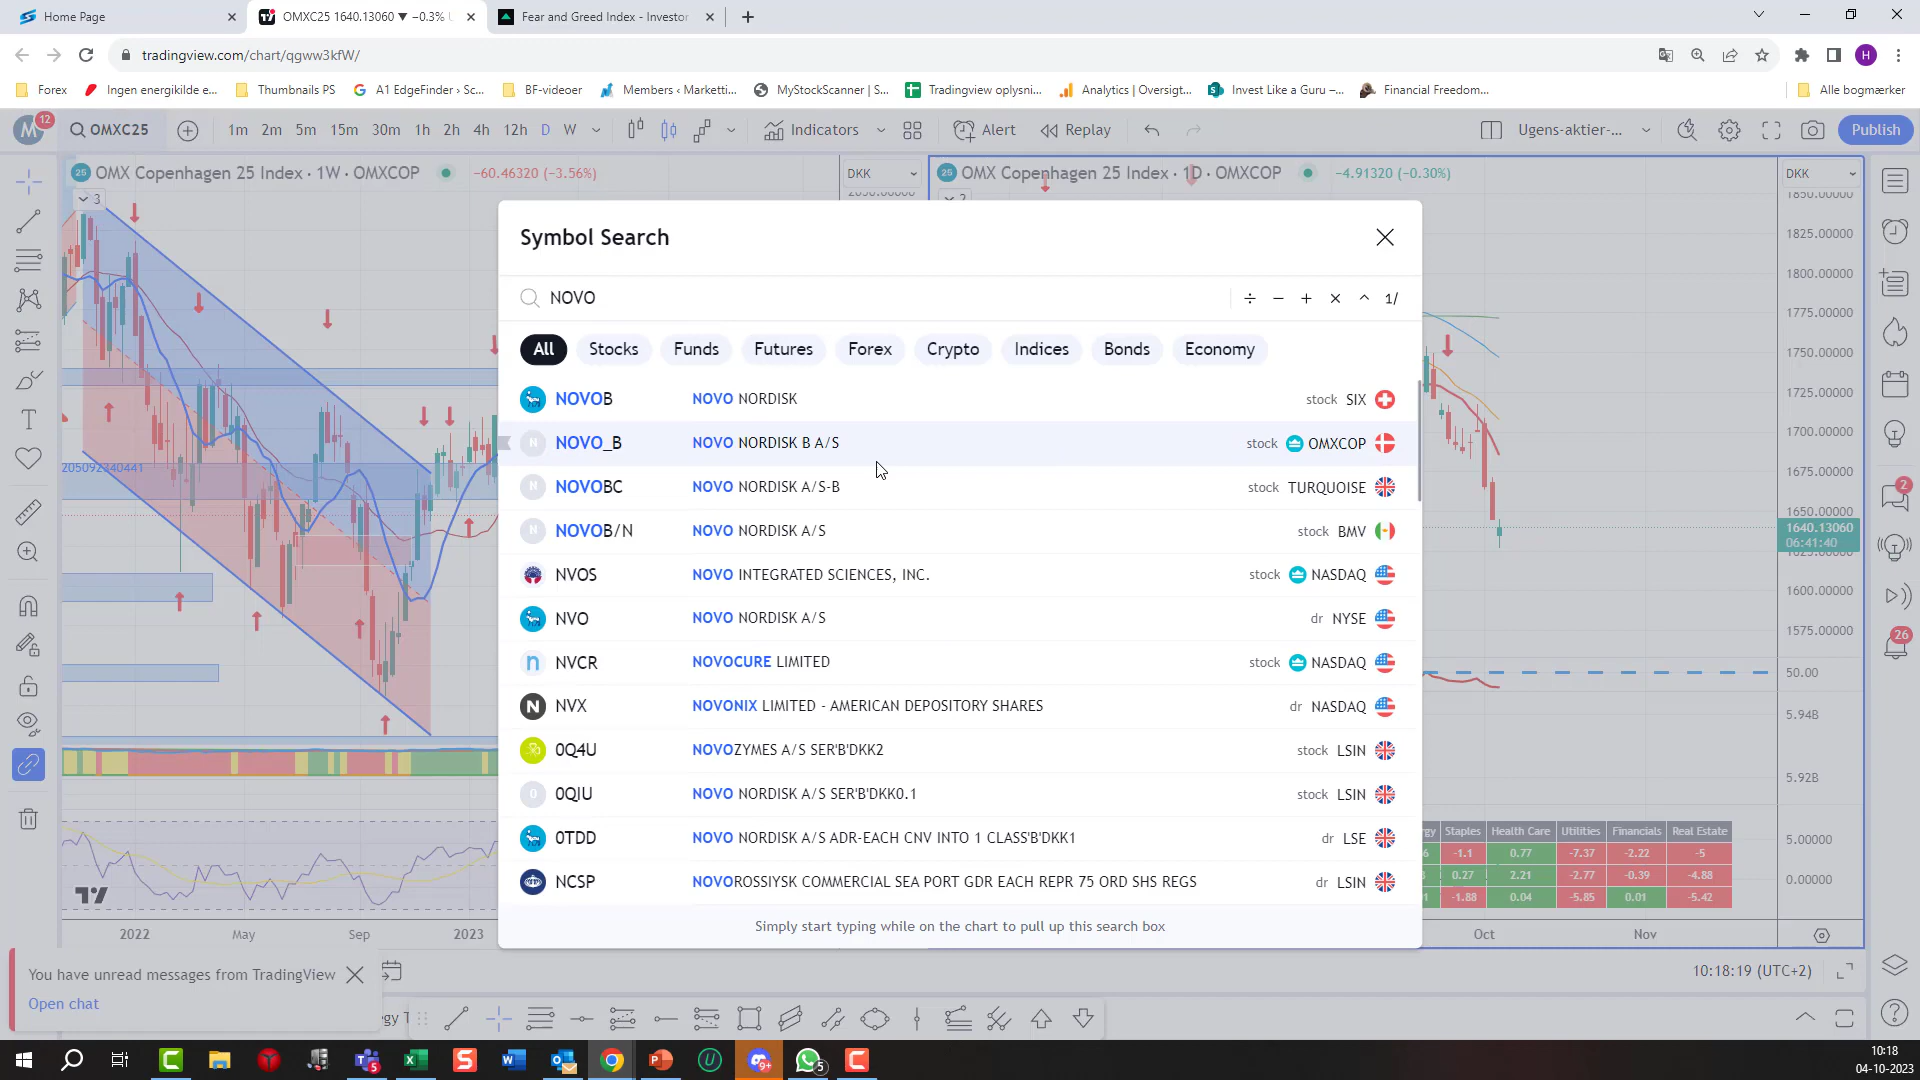 Home Page
OMXC25 1640.13060 ▼ −0.3%
Fear and Greed Index - Investor
tradingview.com/chart/qgww3kfW/
H
Forex
Ingen energikilde e...
Thumbnails PS
A1 EdgeFinder › Sc...
BF-videoer
Members ‹ Marketti...
MyStockScanner | S...
Tradingview oplysni...
Analytics | Oversigt...
Invest Like a Guru –...
Financial Freedom...
Alle bogmærker
M
12
OMXC25
1m 2m 5m 15m 30m 1h 2h 4h 12h D W
Indicators
Alert
Replay
Ugens-aktier-...
Publish
25 OMX Copenhagen 25 Index · 1W · OMXCOP
−60.46320 (−3.56%)
DKK
25 OMX Copenhagen 25 Index · 1D · OMXCOP
−4.91320 (−0.30%)
DKK
3
2
Symbol Search
NOVO
÷ − + × ^ 1/
All Stocks Funds Futures Forex Crypto Indices Bonds Economy
NOVOB NOVO NORDISK stock SIX
N NOVO_B NOVO NORDISK B A/S stock OMXCOP
N NOVOBC NOVO NORDISK A/S-B stock TURQUOISE
N NOVOB/N NOVO NORDISK A/S stock BMV
NVOS NOVO INTEGRATED SCIENCES, INC. stock NASDAQ
NVO NOVO NORDISK A/S dr NYSE
n NVCR NOVOCURE LIMITED stock NASDAQ
N NVX NOVONIX LIMITED - AMERICAN DEPOSITORY SHARES dr NASDAQ
0Q4U NOVOZYMES A/S SER'B'DKK2 stock LSIN
0 0QIU NOVO NORDISK A/S SER'B'DKK0.1 stock LSIN
0TDD NOVO NORDISK A/S ADR-EACH CNV INTO 1 CLASS'B'DKK1 dr LSE
NCSP NOVOROSSIYSK COMMERCIAL SEA PORT GDR EACH REPR 75 ORD SHS REGS dr LSIN
Simply start typing while on the chart to pull up this search box
205092340441
1850.00000
1825.00000
1800.00000
1775.00000
1750.00000
1725.00000
1700.00000
1675.00000
1650.00000
1640.13060
06:41:40
1600.00000
1575.00000
50.00
5.94B
5.92B
5.00000
0.00000
Staples Health Care Utilities Financials Real Estate
-1.1 0.77 -7.37 -2.22 -5
0.27 2.21 -2.77 -0.39 -4.88
-1.88 0.04 -5.85 0.01 -5.42
2022 May Sep 2023
Oct Nov
You have unread messages from TradingView
Open chat
10:18:19 (UTC+2)
2
26
5
9+
5
10:18
04-10-2023